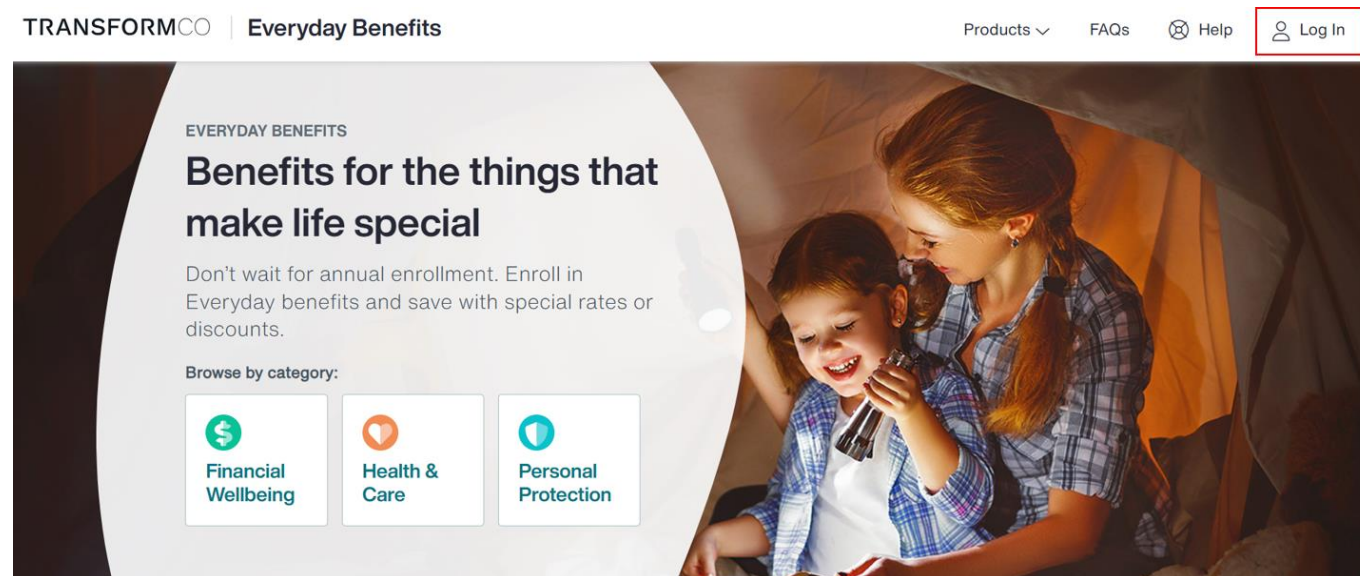 TRANSFORMCO Everyday Benefits Products FAQs Help Log In
EVERYDAY BENEFITS
Benefits for the things that
make life special
Don't wait for annual enrollment. Enroll in
Everyday benefits and save with special rates or
discounts.
Browse by category:
Financial
Wellbeing
Health &
Care
Personal
Protection